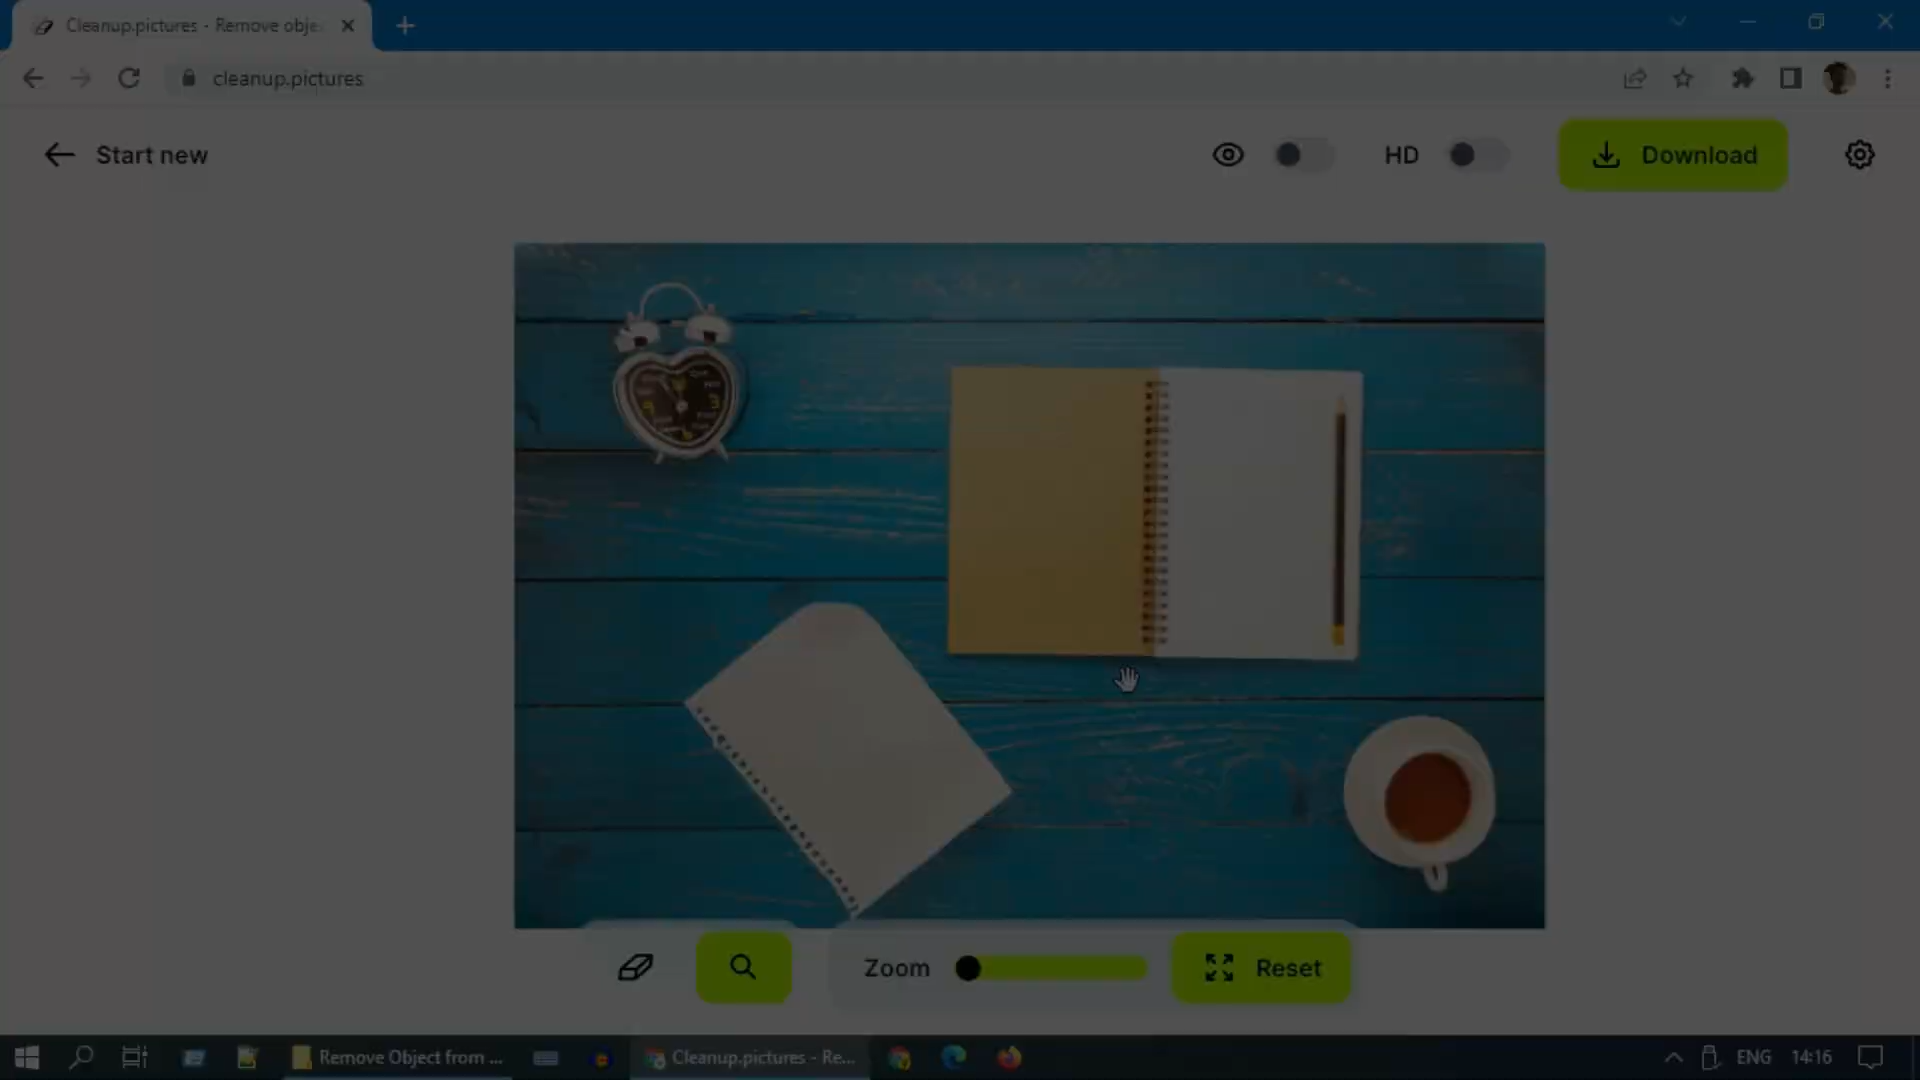 Cleanup.pictures - Remove obje
cleanup.pictures
Start new
HD
Download
Zoom
Reset
Remove Object from ...
Cleanup.pictures - Re...
ENG
14:16